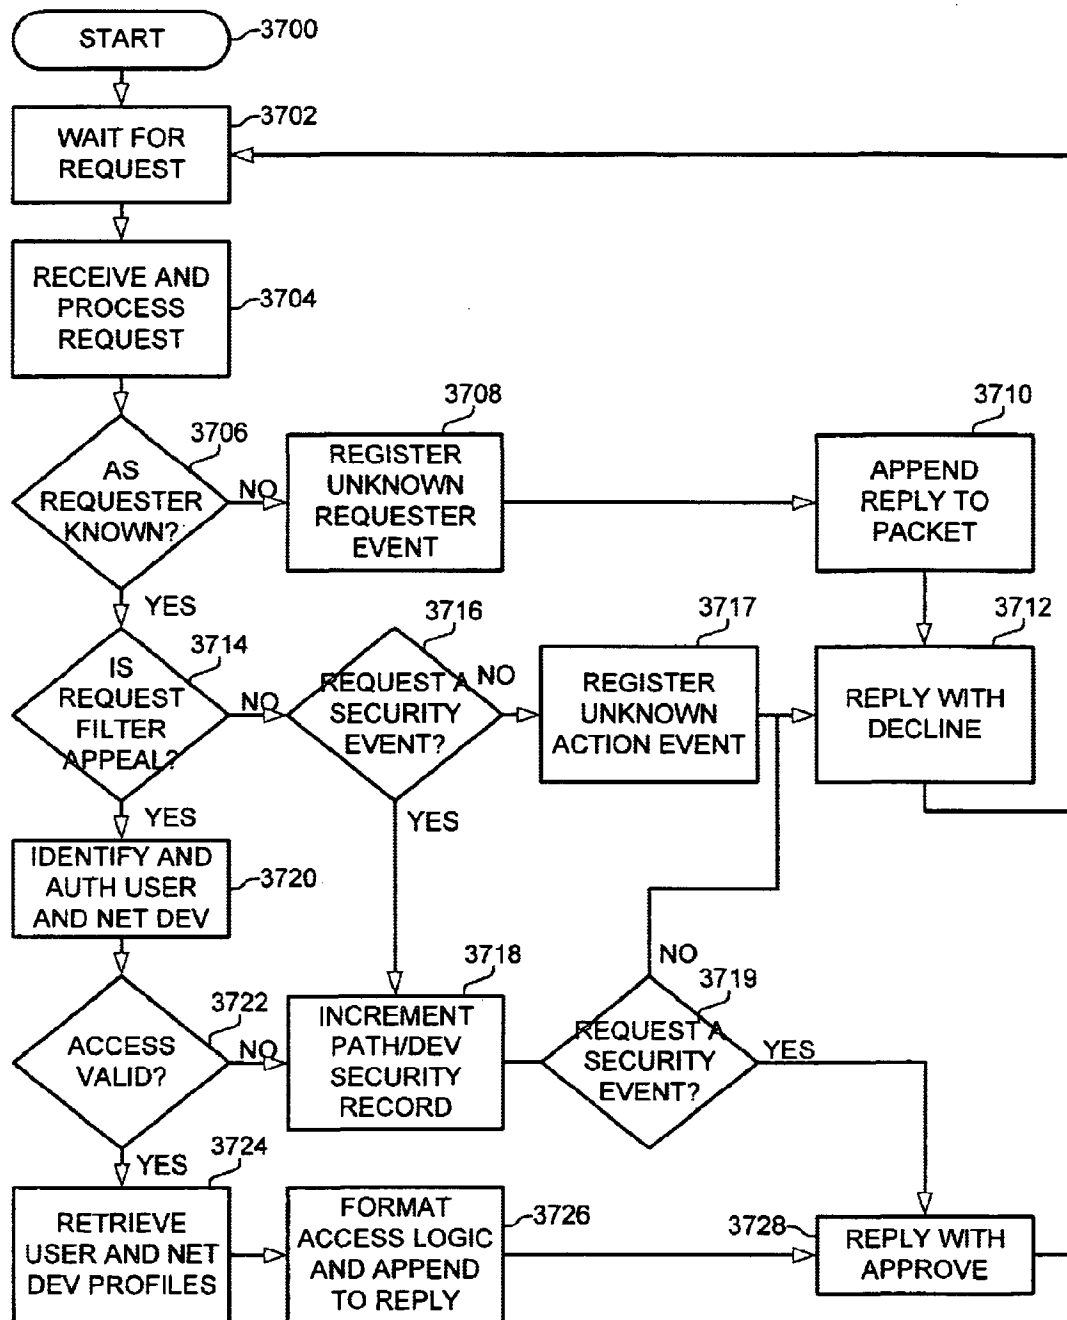 START
3700
3702
WAIT FOR
REQUEST
RECEIVE AND
PROCESS
REQUEST
3704
3706
AS
REQUESTER
KNOWN?
NO
3708
REGISTER
UNKNOWN
REQUESTER
EVENT
3710
APPEND
REPLY TO
PACKET
YES
3714
IS
REQUEST
FILTER
APPEAL?
NO
3716
REQUEST A
SECURITY
EVENT?
NO
3717
REGISTER
UNKNOWN
ACTION EVENT
3712
REPLY WITH
DECLINE
YES
YES
IDENTIFY AND
AUTH USER
AND NET DEV
3720
3722
ACCESS
VALID?
NO
3718
INCREMENT
PATH/DEV
SECURITY
RECORD
NO
3719
REQUEST A
SECURITY
EVENT?
YES
YES
3724
RETRIEVE
USER AND NET
DEV PROFILES
FORMAT
ACCESS LOGIC
AND APPEND
TO REPLY
3726
3728
REPLY WITH
APPROVE